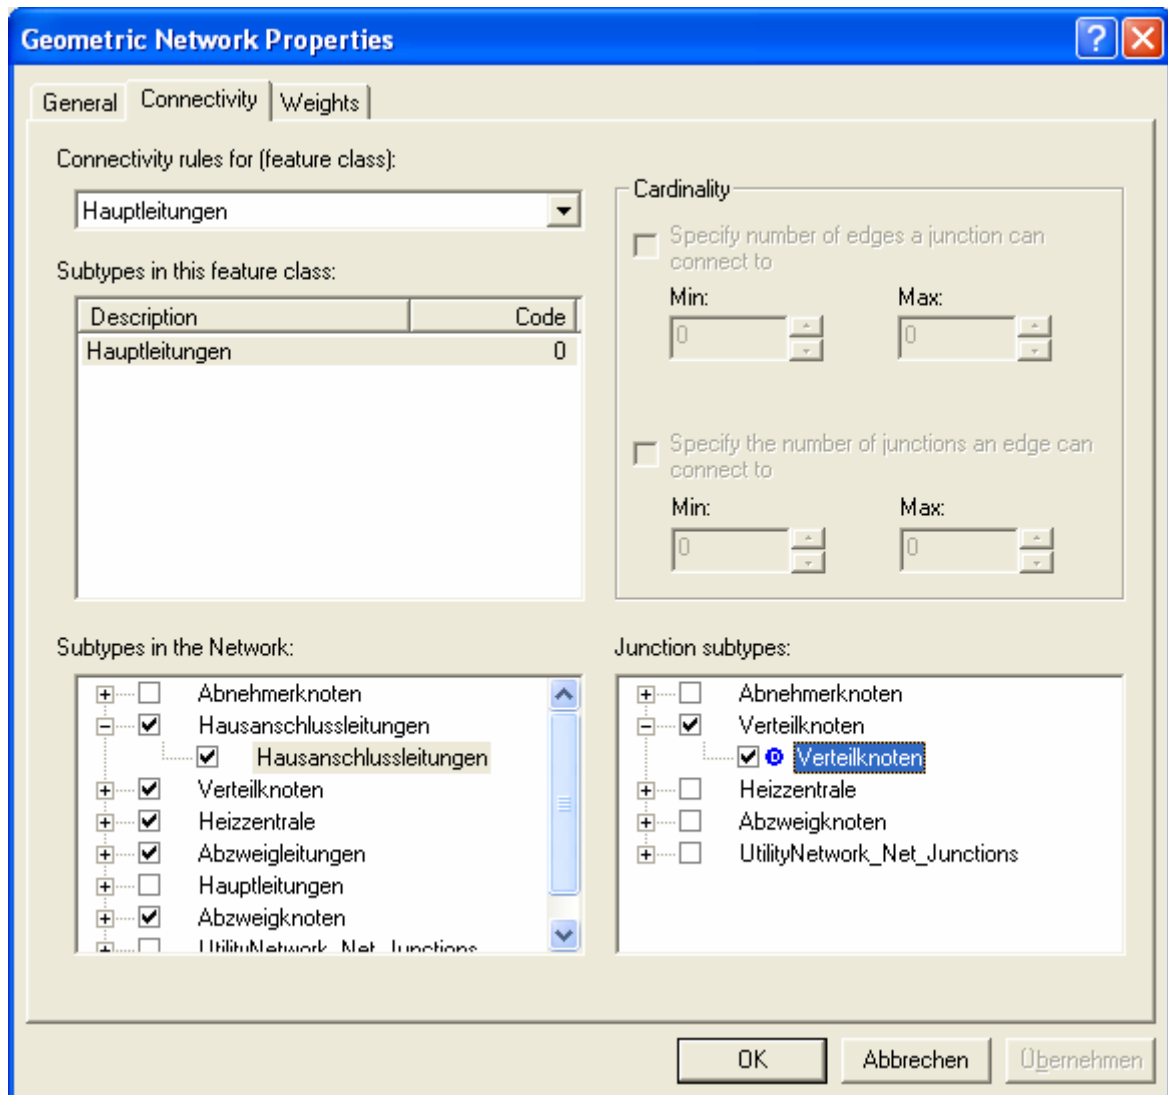 Geometric Network Properties
General Connectivity Weights
Connectivity rules for (feature class):
Hauptleitungen
Subtypes in this feature class:
Description Code
Hauptleitungen 0
Cardinality
Specify number of edges a junction can
connect to
Min: Max:
0 0
Specify the number of junctions an edge can
connect to
Min: Max:
0 0
Subtypes in the Network:
Abnehmerknoten
Hausanschlussleitungen
Hausanschlussleitungen
Verteilknoten
Heizzentrale
Abzweigleitungen
Hauptleitungen
Abzweigknoten
UtilityNetwork_Net_Junctions
Junction subtypes:
Abnehmerknoten
Verteilknoten
D Verteilknoten
Heizzentrale
Abzweigknoten
UtilityNetwork_Net_Junctions
OK Abbrechen Übernehmen